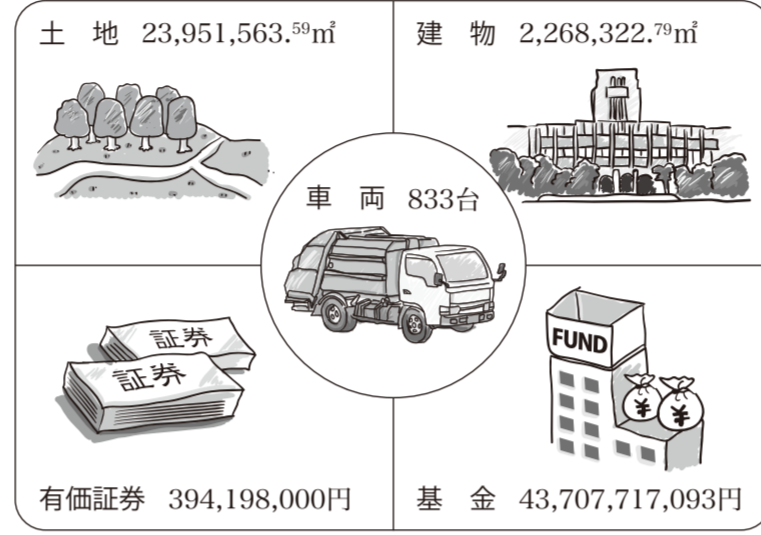 土　地　23,951,563.59㎡
建　物　2,268,322.79㎡
車　両　833台
証券
証券
FUND
¥
¥
有価証券　394,198,000円
基　金　43,707,717,093円